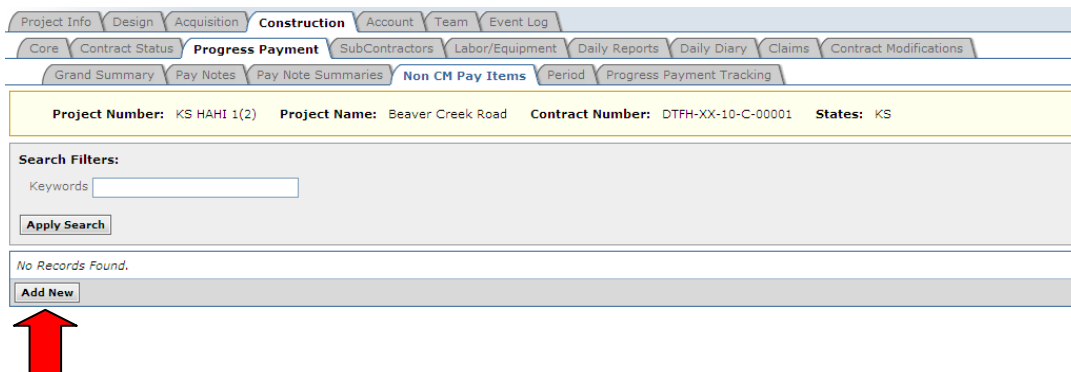 Project Info Design Acquisition Construction Account Team Event Log
Core Contract Status Progress Payment SubContractors Labor/Equipment Daily Reports Daily Diary Claims Contract Modifications
Grand Summary Pay Notes Pay Note Summaries Non CM Pay Items Period Progress Payment Tracking
Project Number: KS HAHI 1(2) Project Name: Beaver Creek Road Contract Number: DTFH-XX-10-C-00001 States: KS
Search Filters:
Keywords
Apply Search
No Records Found.
Add New